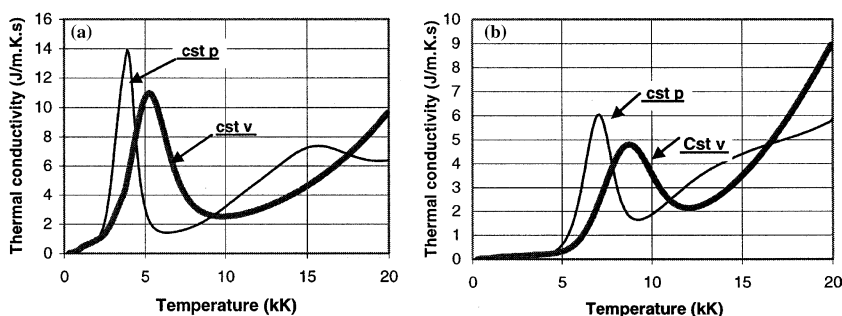 (a)
Thermal conductivity (J/m.K.s)
16
14
12
10
8
6
4
2
0
cst p
cst v
0 5 10 15 20
Temperature (kK)
(b)
Thermal conductivity (J/m.K.s)
10
9
8
7
6
5
4
3
2
1
0
cst p
Cst v
0 5 10 15 20
Temperature (kK)